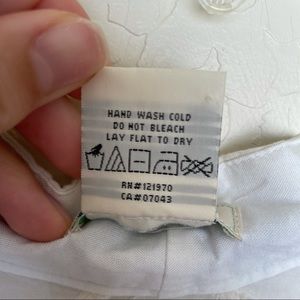 HAND WASH COLD
DO NOT BLEACH
LAY FLAT TO DRY
RN#121970
CA#07043